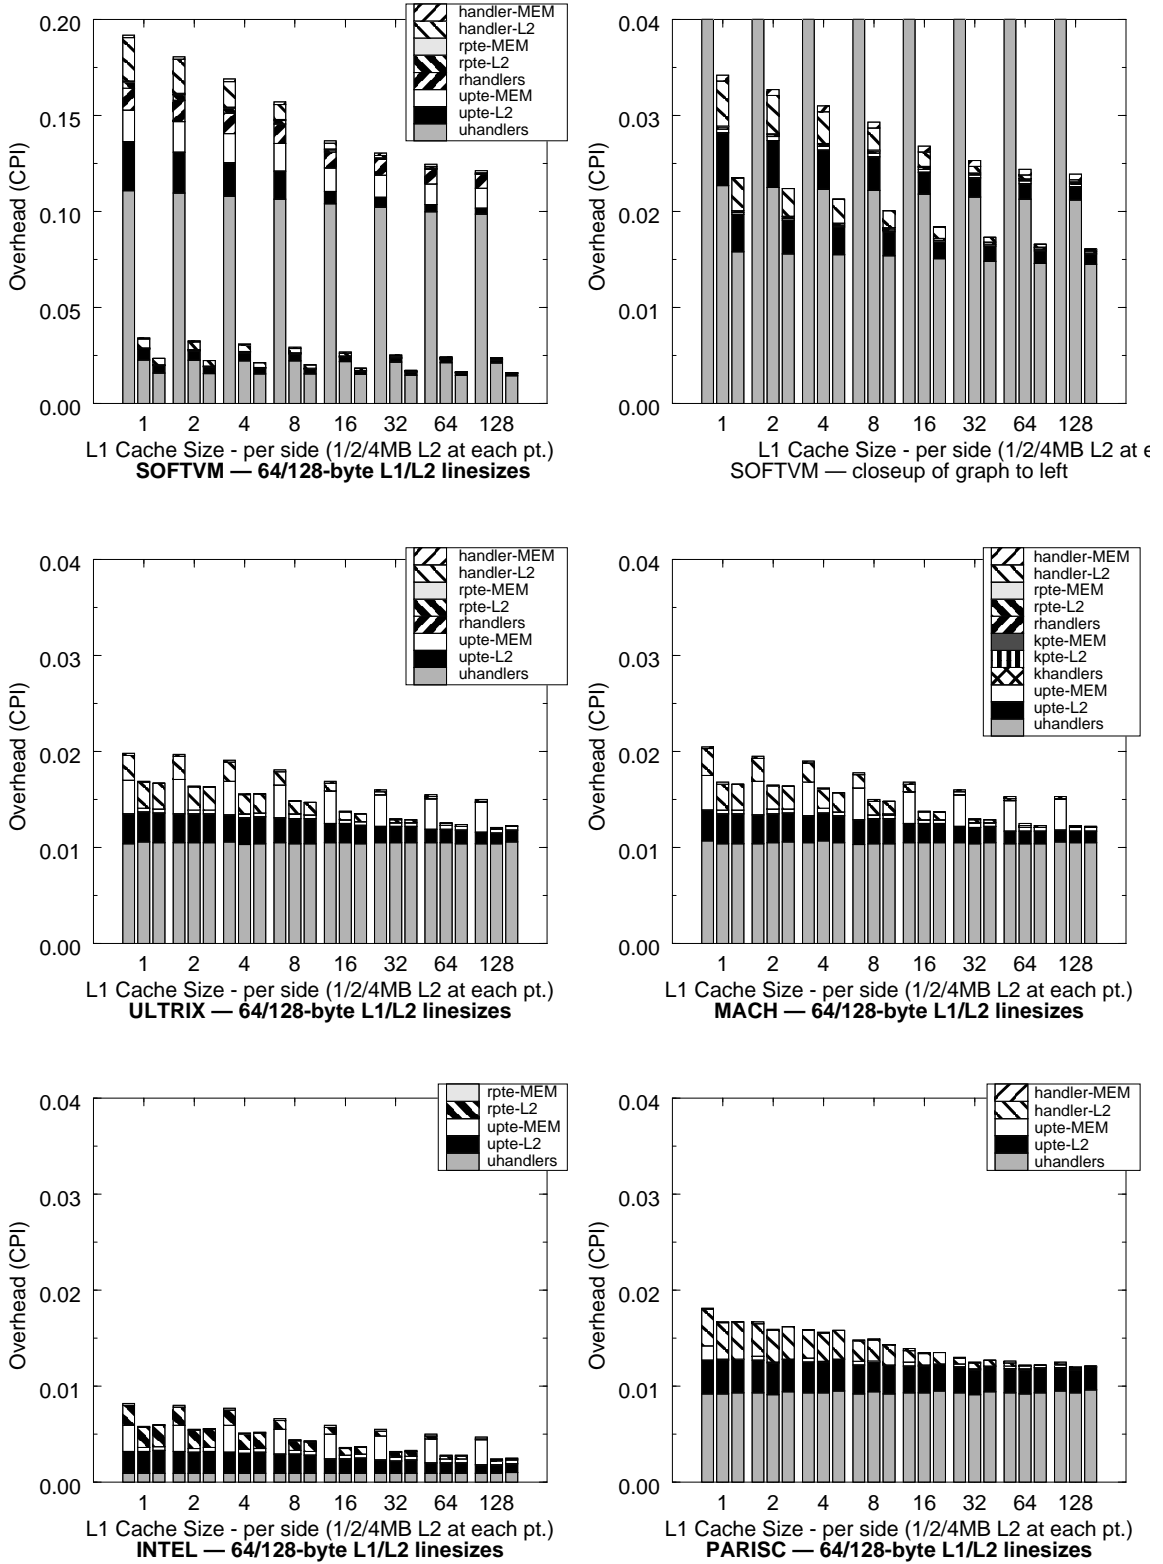 Overhead (CPI)
0.20
0.15
0.10
0.05
0.00
handler-MEM
handler-L2
rpte-MEM
rpte-L2
rhandlers
upte-MEM
upte-L2
uhandlers
1 2 4 8 16 32 64 128
L1 Cache Size - per side (1/2/4MB L2 at each pt.)
SOFTVM — 64/128-byte L1/L2 linesizes
Overhead (CPI)
0.04
0.03
0.02
0.01
0.00
1 2 4 8 16 32 64 128
L1 Cache Size - per side (1/2/4MB L2 at e
SOFTVM — closeup of graph to left
Overhead (CPI)
0.04
0.03
0.02
0.01
0.00
handler-MEM
handler-L2
rpte-MEM
rpte-L2
rhandlers
upte-MEM
upte-L2
uhandlers
1 2 4 8 16 32 64 128
L1 Cache Size - per side (1/2/4MB L2 at each pt.)
ULTRIX — 64/128-byte L1/L2 linesizes
Overhead (CPI)
0.04
0.03
0.02
0.01
0.00
handler-MEM
handler-L2
rpte-MEM
rpte-L2
rhandlers
kpte-MEM
kpte-L2
khandlers
upte-MEM
upte-L2
uhandlers
1 2 4 8 16 32 64 128
L1 Cache Size - per side (1/2/4MB L2 at each pt.)
MACH — 64/128-byte L1/L2 linesizes
Overhead (CPI)
0.04
0.03
0.02
0.01
0.00
rpte-MEM
rpte-L2
upte-MEM
upte-L2
uhandlers
1 2 4 8 16 32 64 128
L1 Cache Size - per side (1/2/4MB L2 at each pt.)
INTEL — 64/128-byte L1/L2 linesizes
Overhead (CPI)
0.04
0.03
0.02
0.01
0.00
handler-MEM
handler-L2
upte-MEM
upte-L2
uhandlers
1 2 4 8 16 32 64 128
L1 Cache Size - per side (1/2/4MB L2 at each pt.)
PARISC — 64/128-byte L1/L2 linesizes